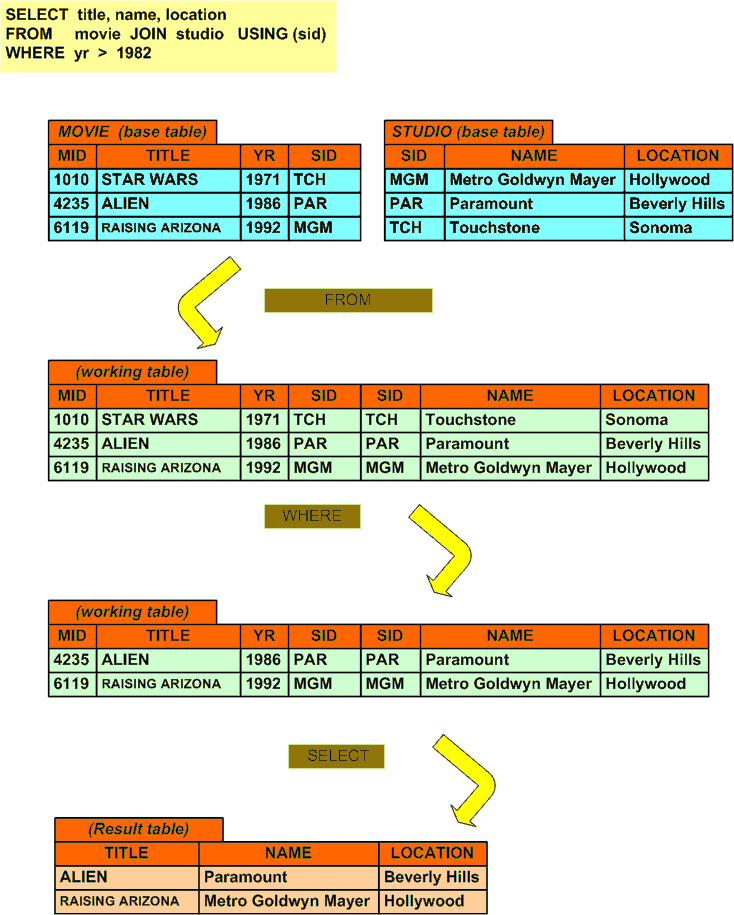 SELECT title, name, location
FROM movie JOIN studio USING (sid)
WHERE yr > 1982
MOVIE (base table)
MID TITLE YR SID
1010 STAR WARS 1971 TCH
4235 ALIEN 1986 PAR
6119 RAISING ARIZONA 1992 MGM
STUDIO (base table)
SID NAME LOCATION
MGM Metro Goldwyn Mayer Hollywood
PAR Paramount Beverly Hills
TCH Touchstone Sonoma
FROM
(working table)
MID TITLE YR SID SID NAME LOCATION
1010 STAR WARS 1971 TCH TCH Touchstone Sonoma
4235 ALIEN 1986 PAR PAR Paramount Beverly Hills
6119 RAISING ARIZONA 1992 MGM MGM Metro Goldwyn Mayer Hollywood
WHERE
(working table)
MID TITLE YR SID SID NAME LOCATION
4235 ALIEN 1986 PAR PAR Paramount Beverly Hills
6119 RAISING ARIZONA 1992 MGM MGM Metro Goldwyn Mayer Hollywood
SELECT
(Result table)
TITLE NAME LOCATION
ALIEN Paramount Beverly Hills
RAISING ARIZONA Metro Goldwyn Mayer Hollywood